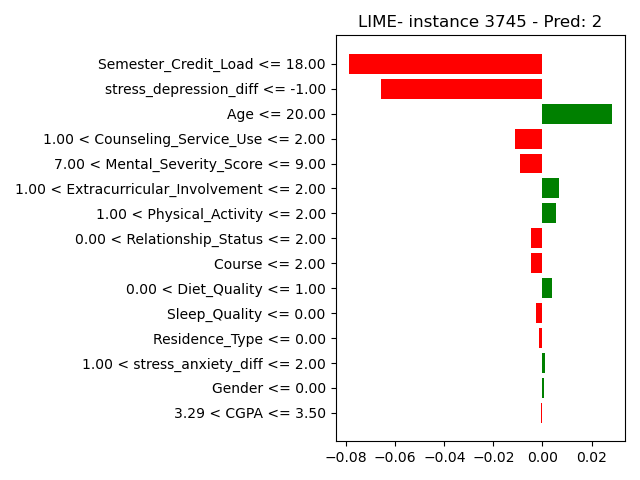 LIME- instance 3745 - Pred: 2
Semester_Credit_Load <= 18.00
stress_depression_diff <= -1.00
Age <= 20.00
1.00 < Counseling_Service_Use <= 2.00
7.00 < Mental_Severity_Score <= 9.00
1.00 < Extracurricular_Involvement <= 2.00
1.00 < Physical_Activity <= 2.00
0.00 < Relationship_Status <= 2.00
Course <= 2.00
0.00 < Diet_Quality <= 1.00
Sleep_Quality <= 0.00
Residence_Type <= 0.00
1.00 < stress_anxiety_diff <= 2.00
Gender <= 0.00
3.29 < CGPA <= 3.50
−0.08 −0.06 −0.04 −0.02 0.00 0.02